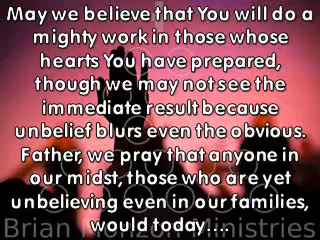 May we believe that You will do a
mighty work in those whose
hearts You have prepared,
though we may not see the
immediate result because
unbelief blurs even the obvious.
Father, we pray that anyone in
our midst, those who are yet
unbelieving even in our families,
would today....
Brian Ministries